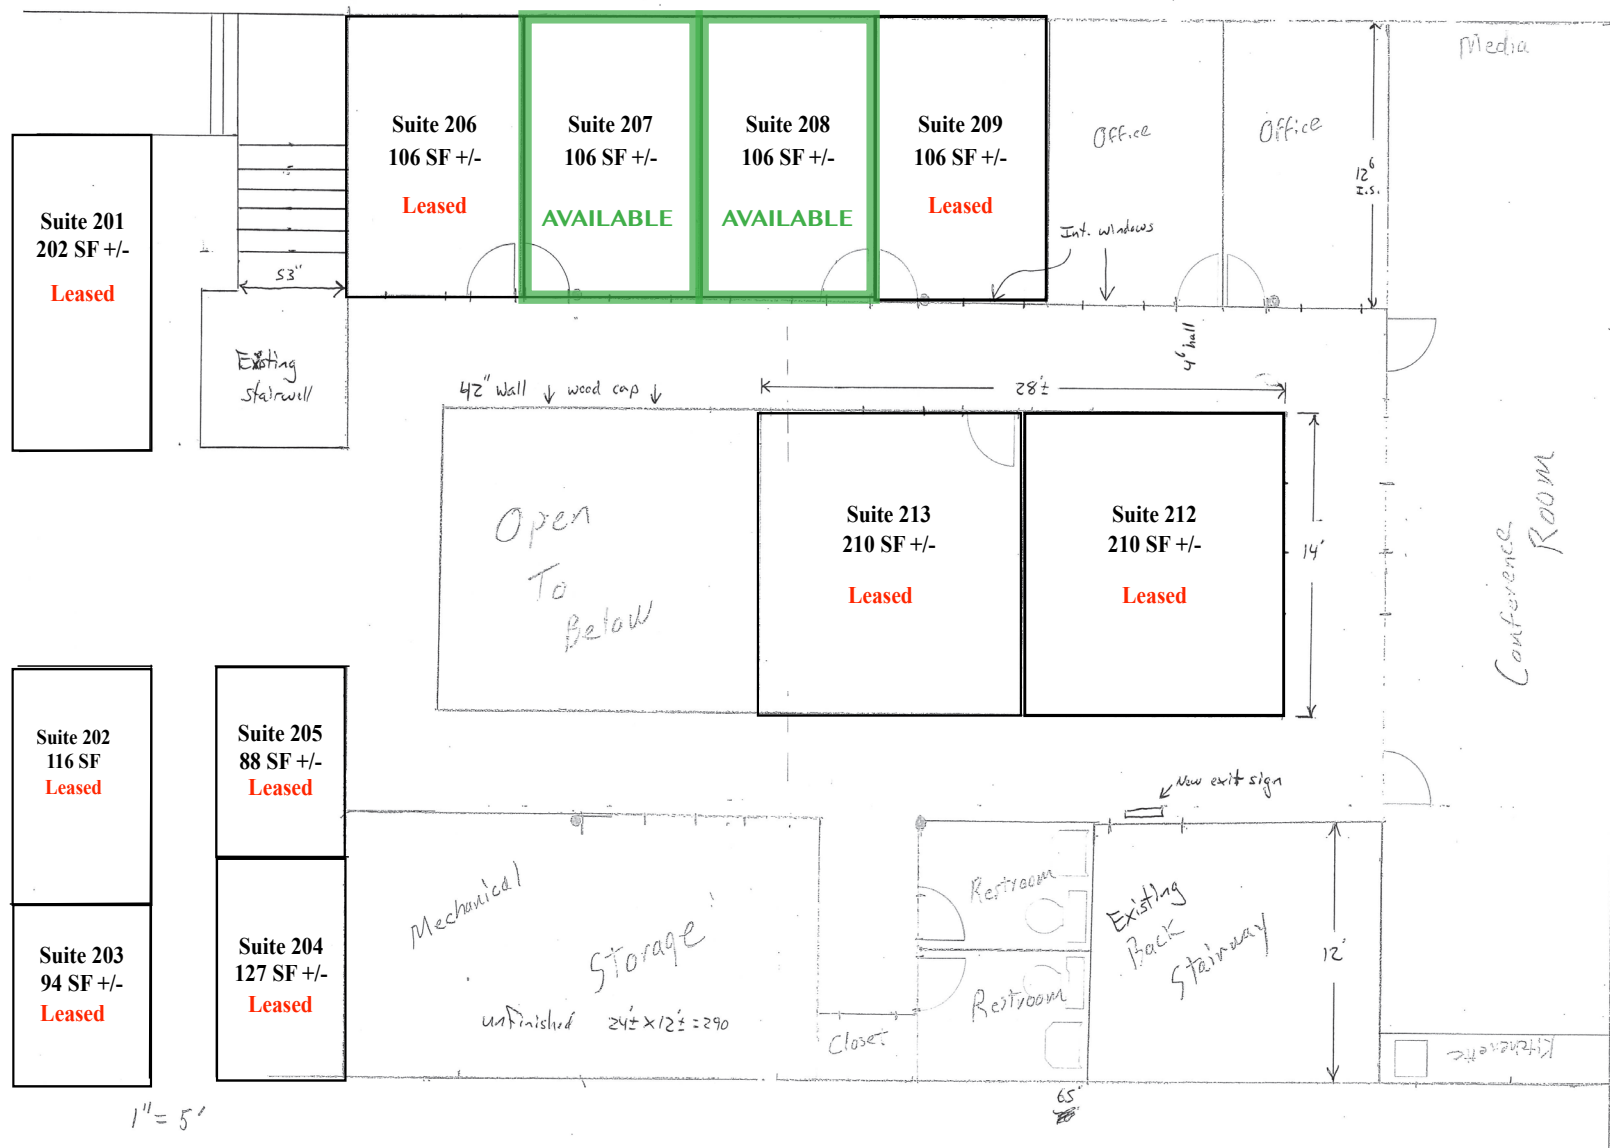 Media
Suite 206
106 SF +/-
Leased
Suite 207
106 SF +/-
AVAILABLE
Suite 208
106 SF +/-
AVAILABLE
Suite 209
106 SF +/-
Leased
Office
Office
12⁶
I.S.
Suite 201
202 SF +/-
Leased
53"
Int. windows
4⁶ hall
Existing
stairwell
42" wall ↓ wood cap ↓
28'±
Open
To
Below
Suite 213
210 SF +/-
Leased
Suite 212
210 SF +/-
Leased
14'
Conference
Room
Suite 202
116 SF
Leased
Suite 205
88 SF +/-
Leased
New exit sign
Mechanical
Storage
unfinished 24'± X 12'± = 290
Closet
Restroom
Restroom
Existing
Back
Stairway
12'
Suite 203
94 SF +/-
Leased
Suite 204
127 SF +/-
Leased
Kitchenette
65'
1" = 5'